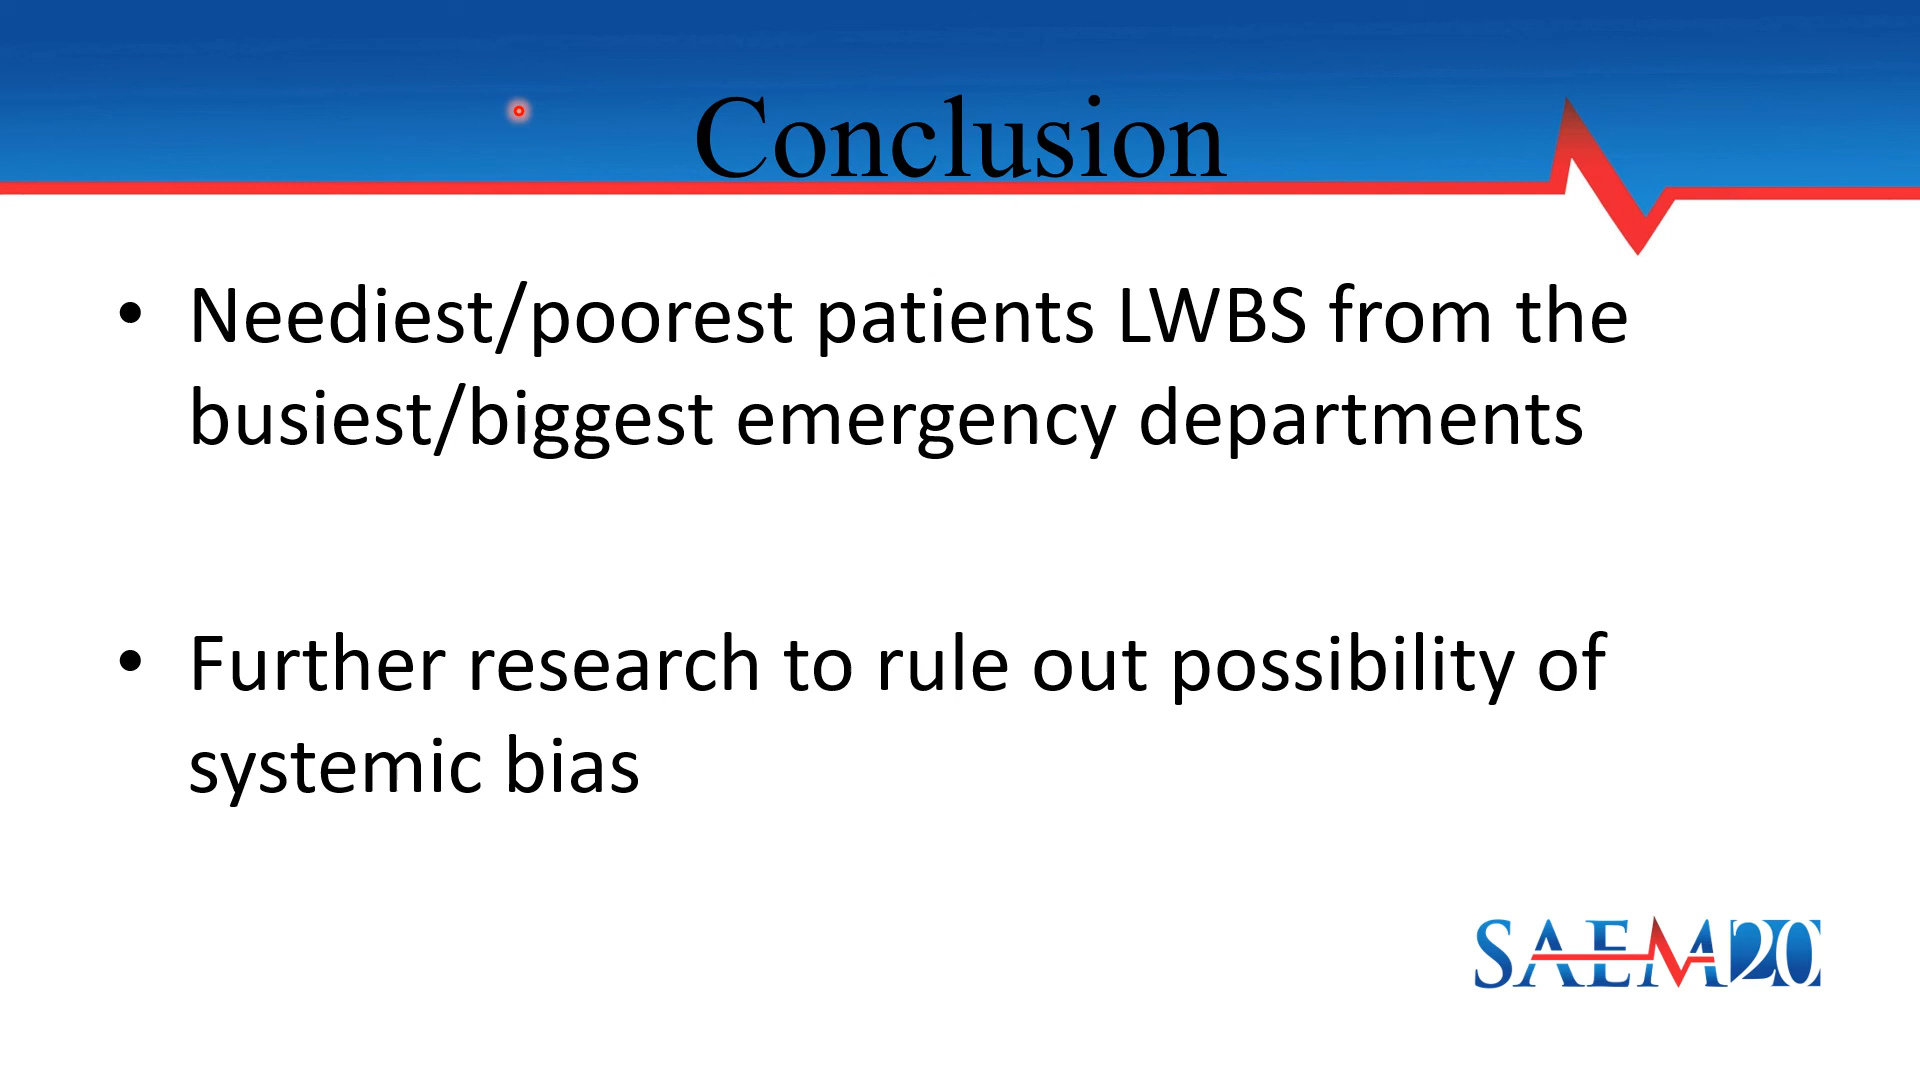 Conclusion
• Neediest/poorest patients LWBS from the
busiest/biggest emergency departments
• Further research to rule out possibility of
systemic bias
SAEM20